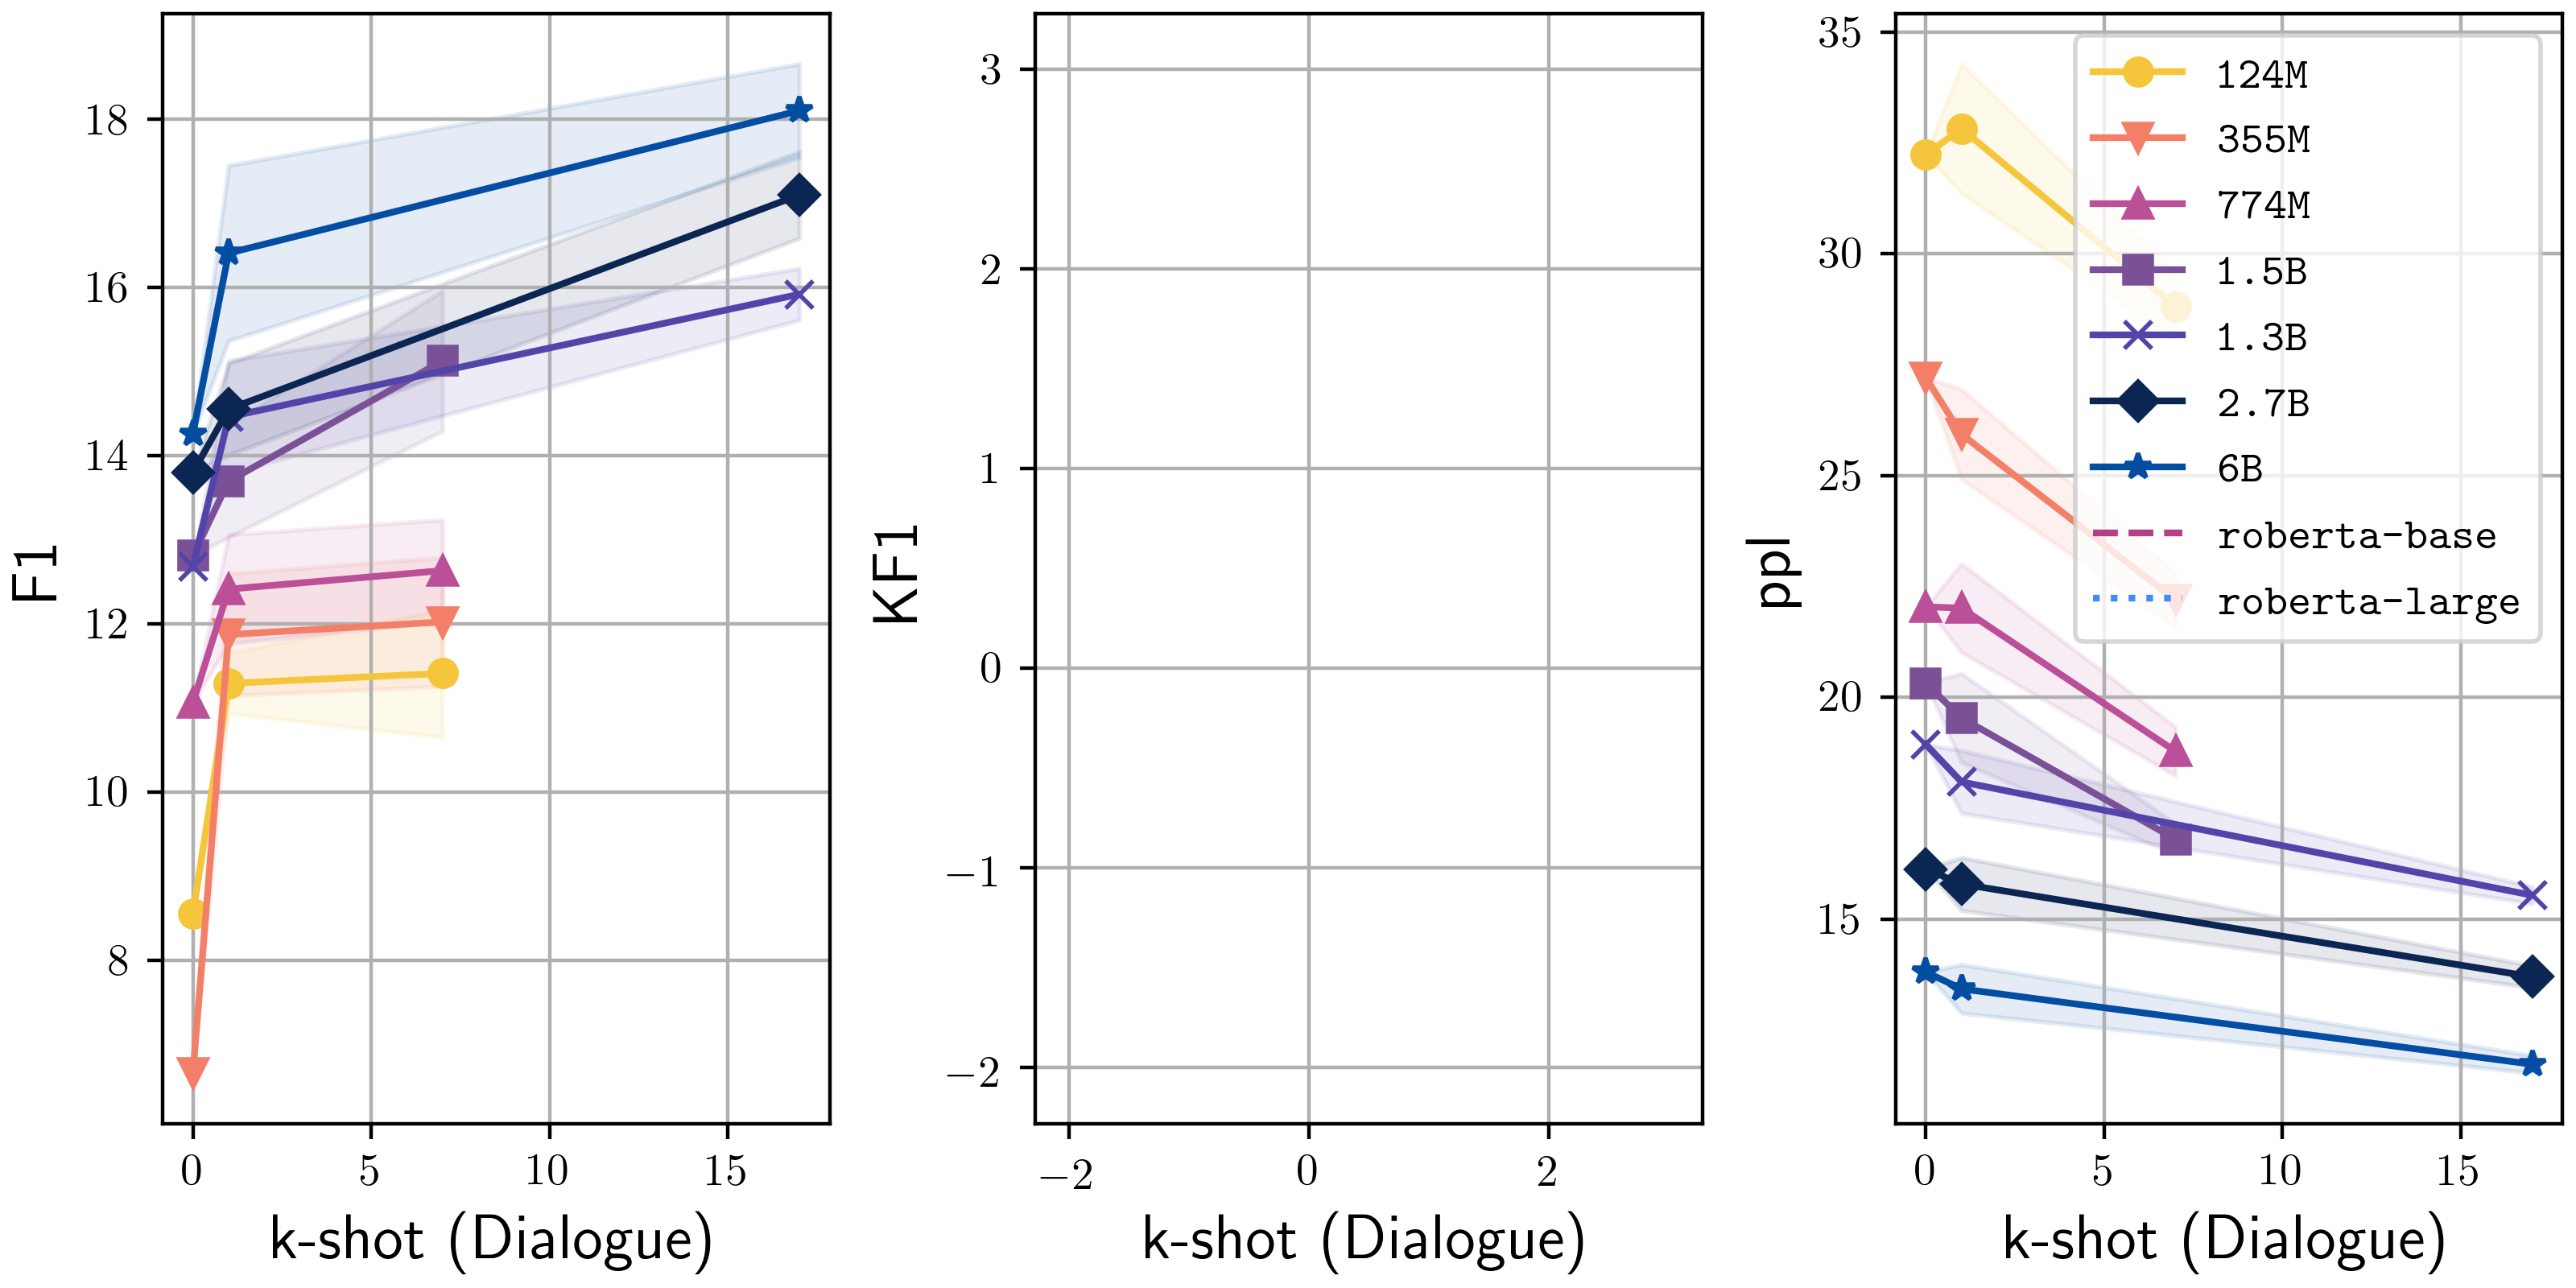 F1
18
16
14
12
10
8
0 5 10 15
k-shot (Dialogue)
KF1
3
2
1
0
−1
−2
−2 0 2
k-shot (Dialogue)
ppl
35
30
25
20
15
0 5 10 15
k-shot (Dialogue)
124M
355M
774M
1.5B
1.3B
2.7B
6B
roberta-base
roberta-large